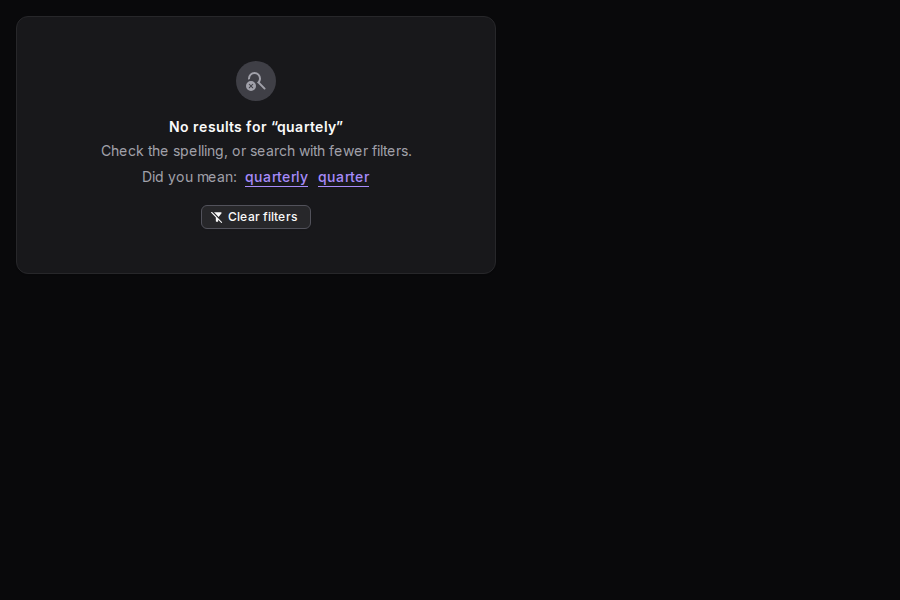 No results for “quartely”
Check the spelling, or search with fewer filters.
Did you mean: quarterly quarter
Clear filters